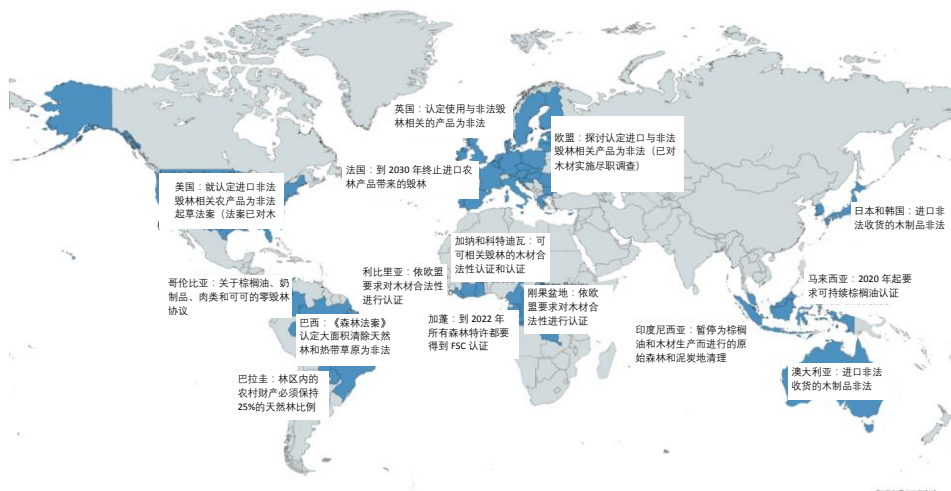 英国：认定使用与非法毁
林相关的产品为非法
欧盟：探讨认定进口与非法
毁林相关产品为非法（已对
木材实施尽职调查）
法国：到 2030 年终止进口农
林产品带来的毁林
美国：就认定进口非法
毁林相关农产品为非法
起草法案（法案已对木
日本和韩国：进口非
法收货的木制品非法
加纳和科特迪瓦：可
可相关毁林的木材合
法性认证和认证
利比里亚：依欧盟
要求对木材合法性
进行认证
哥伦比亚：关于棕榈油、奶
制品、肉类和可可的零毁林
协议
马来西亚：2020 年起要
求可持续棕榈油认证
刚果盆地：依欧
盟要求对木材合
法性进行认证
加蓬：到 2022 年
所有森林特许都要
得到 FSC 认证
巴西：《森林法案》
认定大面积清除天然
林和热带草原为非法
印度尼西亚：暂停为棕榈
油和木材生产而进行的原
始森林和泥炭地清理
澳大利亚：进口非法
收货的木制品非法
巴拉圭：林区内的
农村财产必须保持
25%的天然林比例